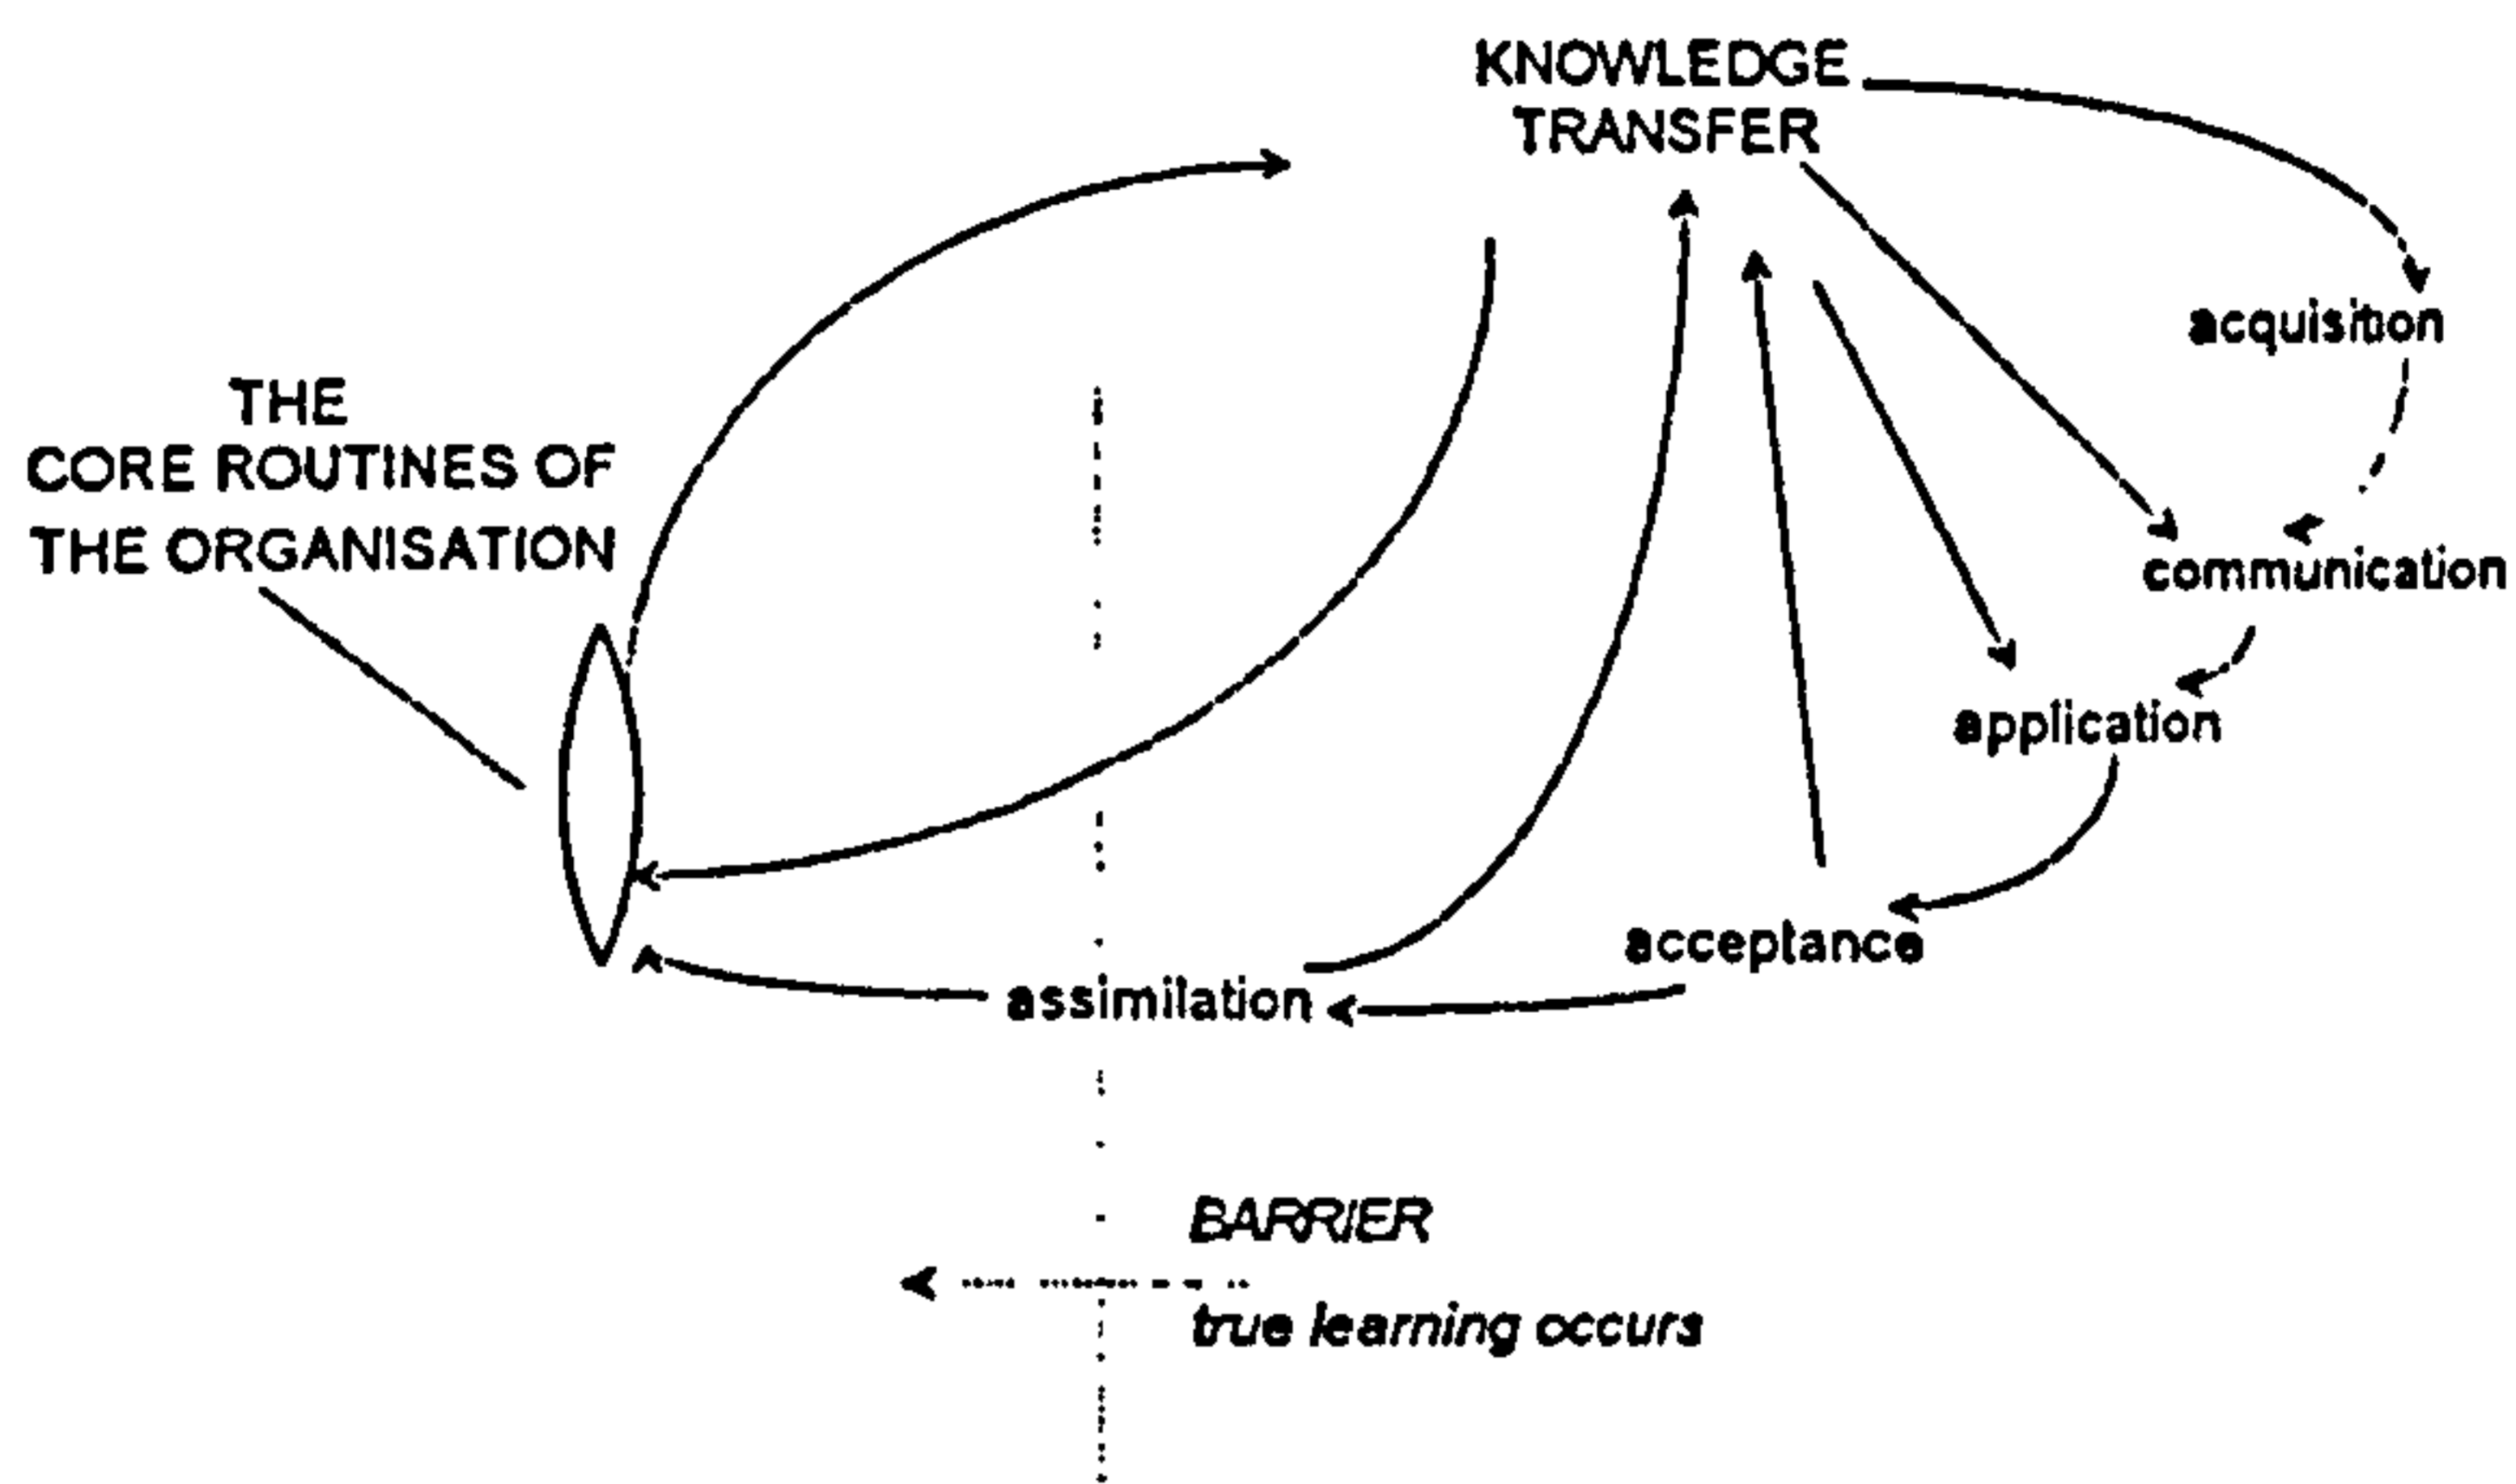 KNOWLEDGE
TRANSFER
acquisition
THE
CORE ROUTINES OF
THE ORGANISATION
communication
application
acceptance
assimilation
BARRIER
true learning occurs